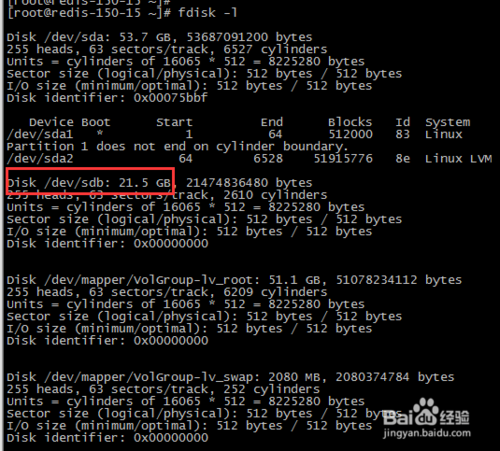 [root@redis-150-15 ~]#
[root@redis-150-15 ~]# fdisk -l
Disk /dev/sda: 53.7 GB, 53687091200 bytes
255 heads, 63 sectors/track, 6527 cylinders
Units = cylinders of 16065 * 512 = 8225280 bytes
Sector size (logical/physical): 512 bytes / 512 bytes
I/O size (minimum/optimal): 512 bytes / 512 bytes
Disk identifier: 0x00075bbf
Device Boot Start End Blocks Id System
/dev/sda1 * 1 64 512000 83 Linux
Partition 1 does not end on cylinder boundary.
/dev/sda2 64 6528 51915776 8e Linux LVM
Disk /dev/sdb: 21.5 GB, 21474836480 bytes
255 heads, 63 sectors/track, 2610 cylinders
Units = cylinders of 16065 * 512 = 8225280 bytes
Sector size (logical/physical): 512 bytes / 512 bytes
I/O size (minimum/optimal): 512 bytes / 512 bytes
Disk identifier: 0x00000000
Disk /dev/mapper/VolGroup-lv_root: 51.1 GB, 51078234112 bytes
255 heads, 63 sectors/track, 6209 cylinders
Units = cylinders of 16065 * 512 = 8225280 bytes
Sector size (logical/physical): 512 bytes / 512 bytes
I/O size (minimum/optimal): 512 bytes / 512 bytes
Disk identifier: 0x00000000
Disk /dev/mapper/VolGroup-lv_swap: 2080 MB, 2080374784 bytes
255 heads, 63 sectors/track, 252 cylinders
Units = cylinders of 16065 * 512 = 8225280 bytes
Sector size (logical/physical): 512 bytes / 512 bytes
I/O size (minimum/optimal): 512 bytes / 512 bytes
Disk identifier: 0x00000000
Bai 百度 经验
jingyan.baidu.com